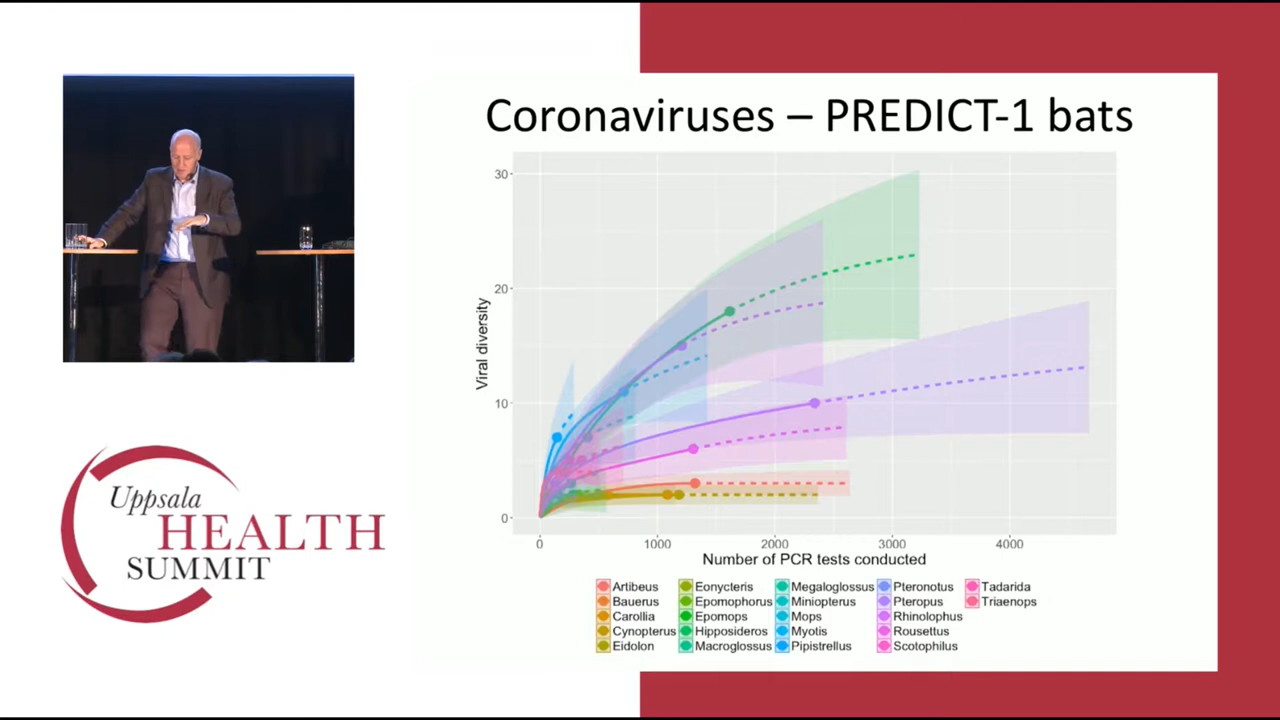 Coronaviruses – PREDICT-1 bats
Viral diversity
30
20
10
0
0 1000 2000 3000 4000
Number of PCR tests conducted
Artibeus Eonycteris Megaloglossus Pteronotus Tadarida
Bauerus Epomophorus Miniopterus Pteropus Triaenops
Carollia Epomops Mops Rhinolophus
Cynopterus Hipposideros Myotis Rousettus
Eidolon Macroglossus Pipistrellus Scotophilus
Uppsala
HEALTH
SUMMIT